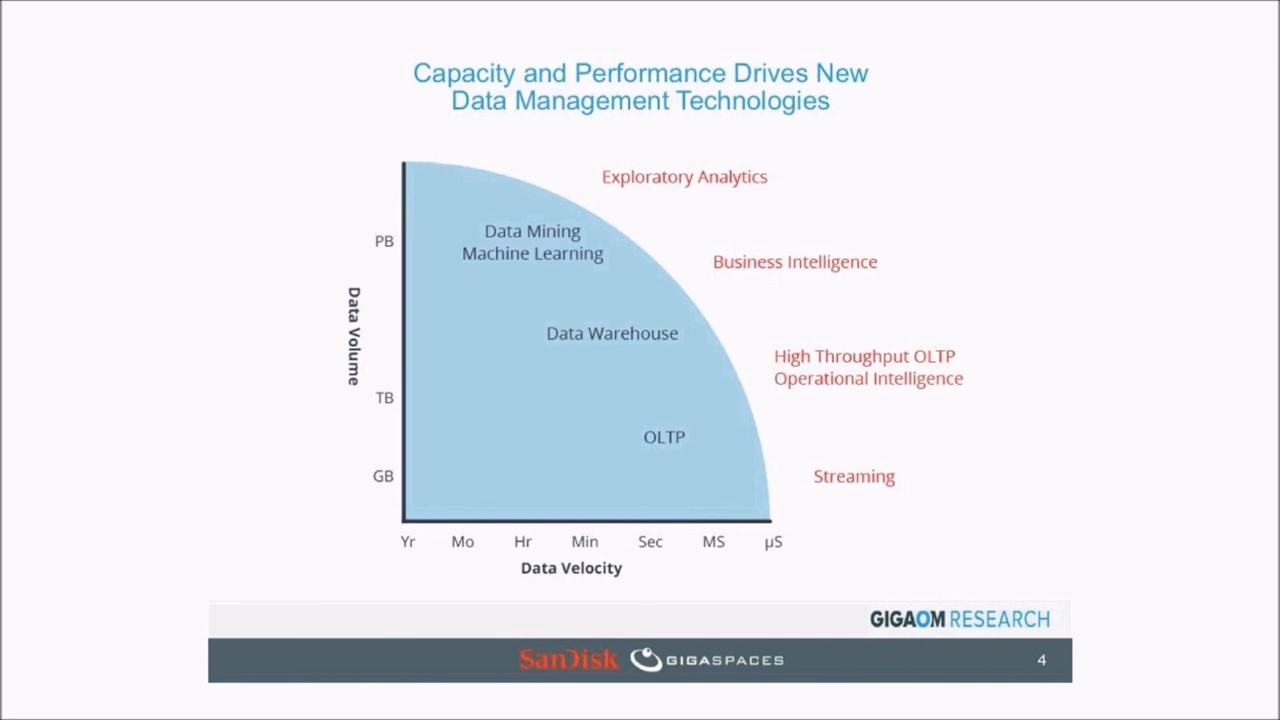 Capacity and Performance Drives New
Data Management Technologies
Exploratory Analytics
Data Mining
Machine Learning
PB
Business Intelligence
Data Volume
Data Warehouse
High Throughput OLTP
Operational Intelligence
TB
OLTP
GB
Streaming
Yr Mo Hr Min Sec MS µS
Data Velocity
GIGAOM RESEARCH
SanDisk GIGASPACES 4